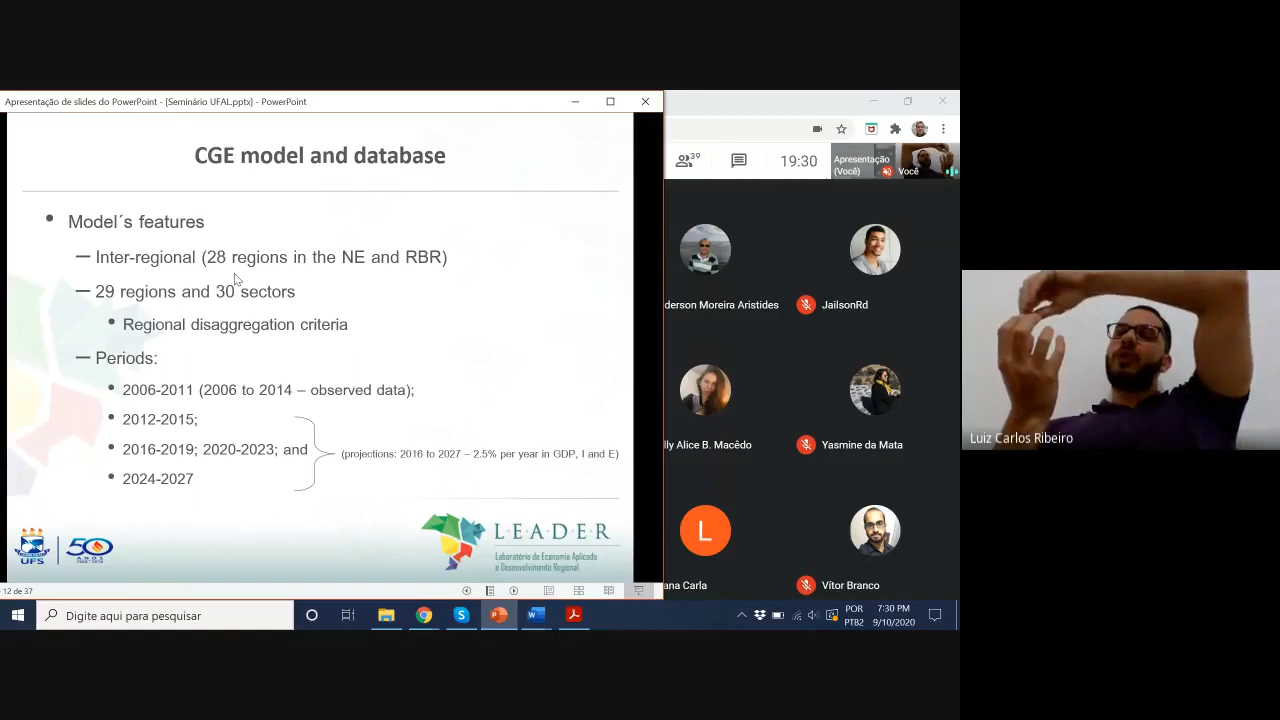 Apresentação de slides do PowerPoint - [Seminário UFAL.pptx] - PowerPoint
CGE model and database
Model´s features
Inter-regional (28 regions in the NE and RBR)
29 regions and 30 sectors
Regional disaggregation criteria
Periods:
2006-2011 (2006 to 2014 – observed data);
2012-2015;
2016-2019; 2020-2023; and
2024-2027
(projections: 2016 to 2027 – 2.5% per year in GDP, I and E)
UFS
50
ANOS
LEADER
Laboratório de Economia Aplicada
e Desenvolvimento Regional
12 de 37
39
19:30
Apresentação
(Você)
Você
derson Moreira Aristides
JailsonRd
lly Alice B. Macêdo
Yasmine da Mata
L
ana Carla
Vítor Branco
Luiz Carlos Ribeiro
Digite aqui para pesquisar
POR
PTB2
7:30 PM
9/10/2020